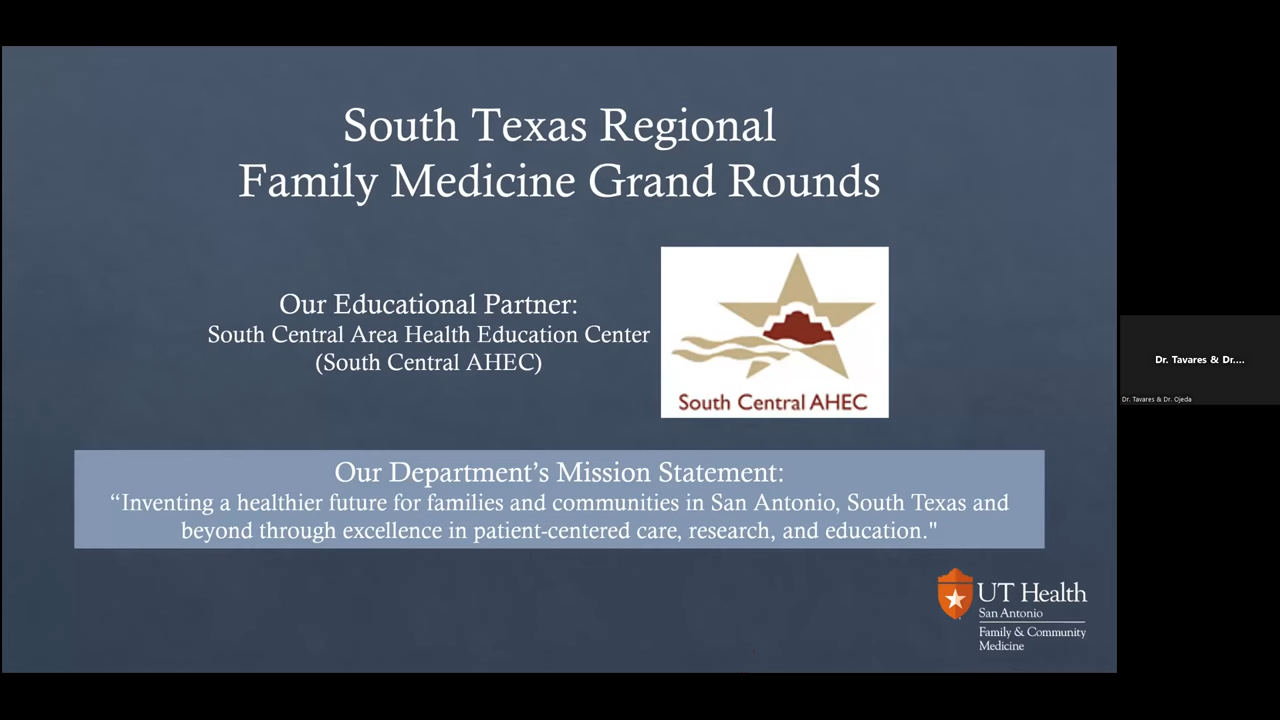 South Texas Regional
Family Medicine Grand Rounds
Our Educational Partner:
South Central Area Health Education Center
(South Central AHEC)
South Central AHEC
Our Department’s Mission Statement:
“Inventing a healthier future for families and communities in San Antonio, South Texas and
beyond through excellence in patient-centered care, research, and education."
UT Health
San Antonio
Family & Community
Medicine
Dr. Tavares & Dr....
Dr. Tavares & Dr. Ojeda